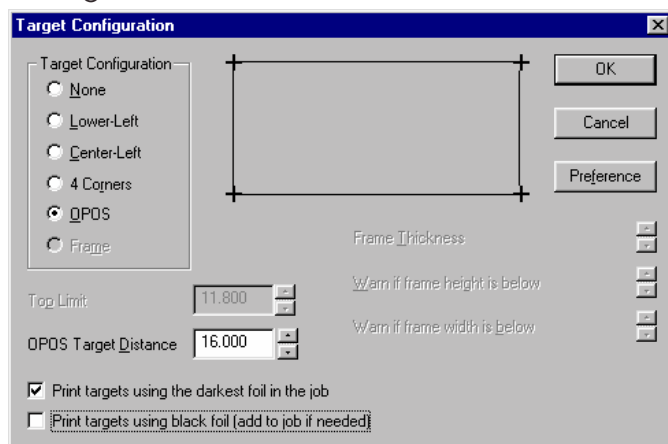 Target Configuration
Target Configuration
None
Lower-Left
Center-Left
4 Corners
OPOS
Frame
OK
Cancel
Preference
Frame Thickness
Warn if frame height is below
Warn if frame width is below
Top Limit 11.800
OPOS Target Distance 16.000
Print targets using the darkest foil in the job
Print targets using black foil (add to job if needed)